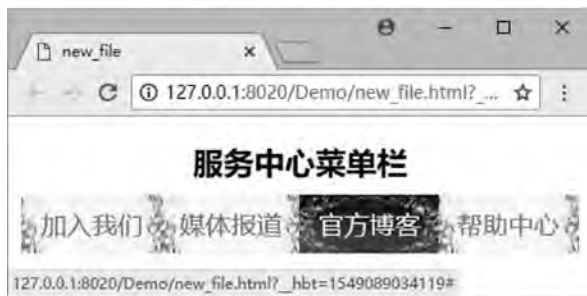 new_file
127.0.0.1:8020/Demo/new_file.html?_...
服务中心菜单栏
加入我们 媒体报道 官方博客 帮助中心
127.0.0.1:8020/Demo/new_file.html?__hbt=1549089034119#